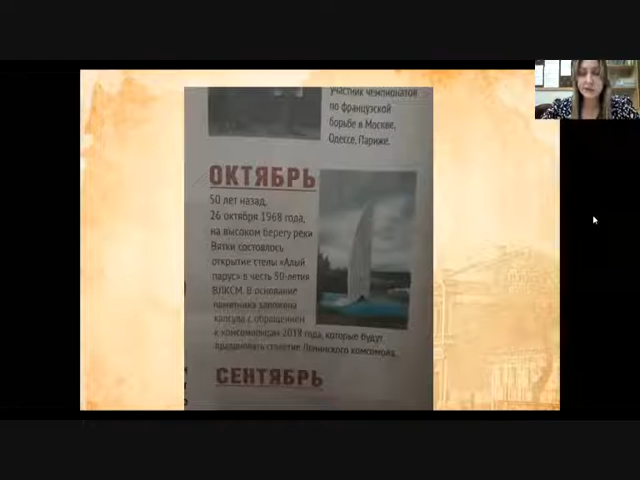 участник чемпионатов
по французской
борьбе в Москве,
Одессе, Париже.
ОКТЯБРЬ
50 лет назад,
26 октября 1968 года,
на высоком берегу реки
Вятки состоялось
открытие стелы «Алый
парус» в честь 50-летия
ВЛКСМ. В основание
памятника заложена
капсула с обращением
к комсомольцам 2018 года, которые будут
праздновать столетие Ленинского комсомола.
СЕНТЯБРЬ